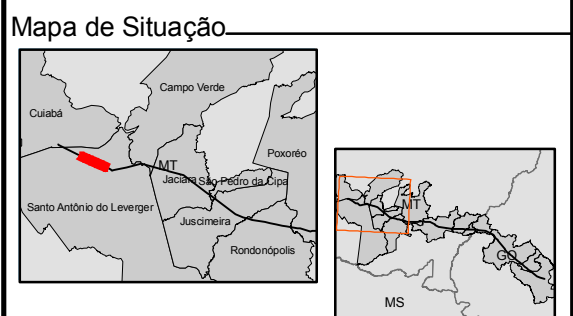 Mapa de Situação
Campo Verde
Cuiabá
Poxoréo
MT
Jaciara
São Pedro da Cipa
Santo Antônio do Leverger
Juscimeira
Rondonópolis
MT
GO
MS